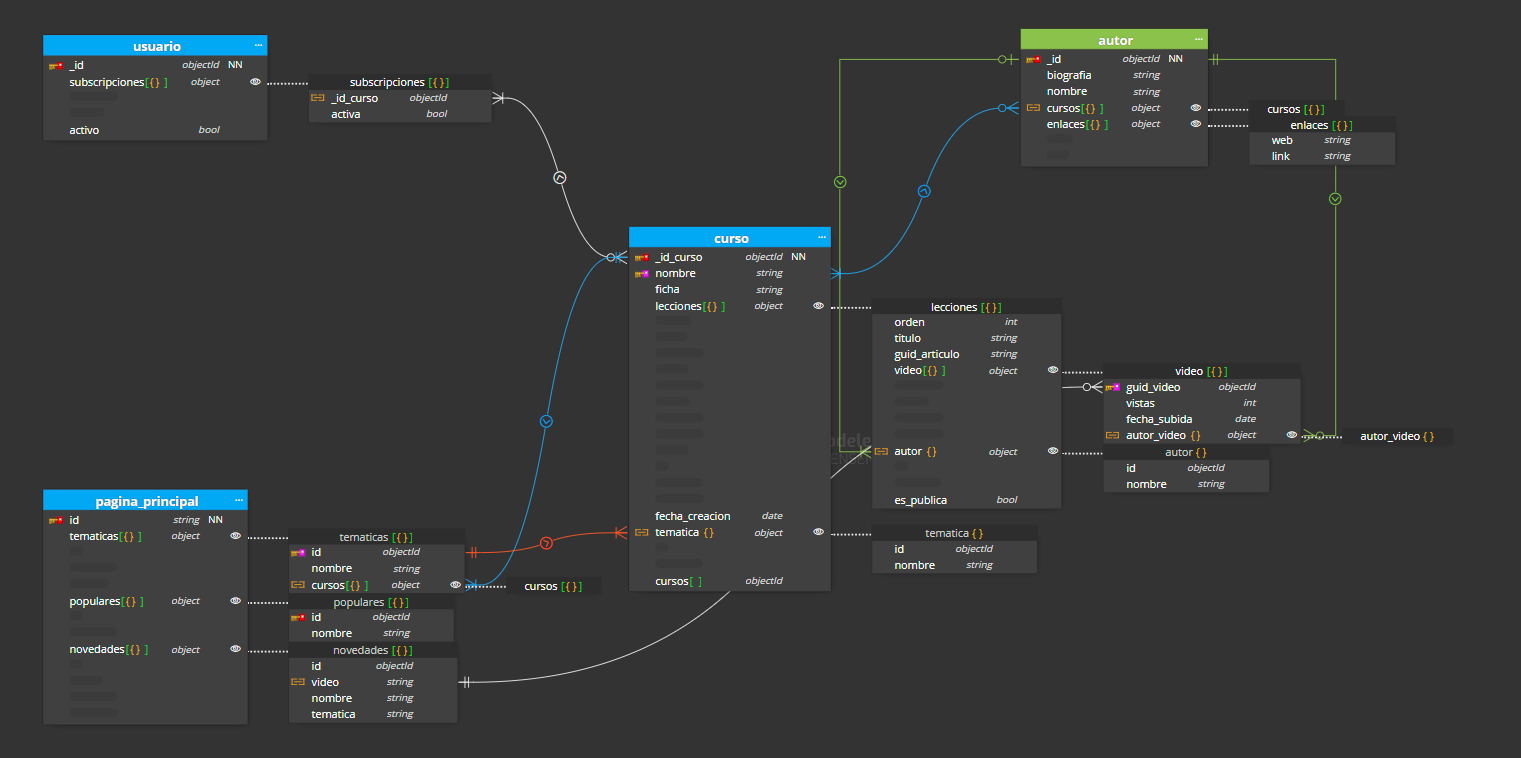 usuario ...
_id objectId NN
subscripciones[{} ] object
activo bool
subscripciones [{}]
_id_curso objectId
activa bool
autor ...
_id objectId NN
biografia string
nombre string
cursos[{} ] object
enlaces[{} ] object
cursos [{}]
enlaces [{}]
web string
link string
curso ...
_id_curso objectId NN
nombre string
ficha string
lecciones[{} ] object
fecha_creacion date
tematica {} object
cursos[ ] objectId
lecciones [{}]
orden int
titulo string
guid_articulo string
video[{} ] object
autor {} object
es_publica bool
video [{}]
guid_video objectId
vistas int
fecha_subida date
autor_video {} object
autor_video {}
autor {}
id objectId
nombre string
tematica {}
id objectId
nombre string
pagina_principal ...
id string NN
tematicas[{} ] object
populares[{} ] object
novedades[{} ] object
tematicas [{}]
id objectId
nombre string
cursos[{} ] object
cursos [{}]
populares [{}]
id objectId
nombre string
novedades [{}]
id objectId
video string
nombre string
tematica string